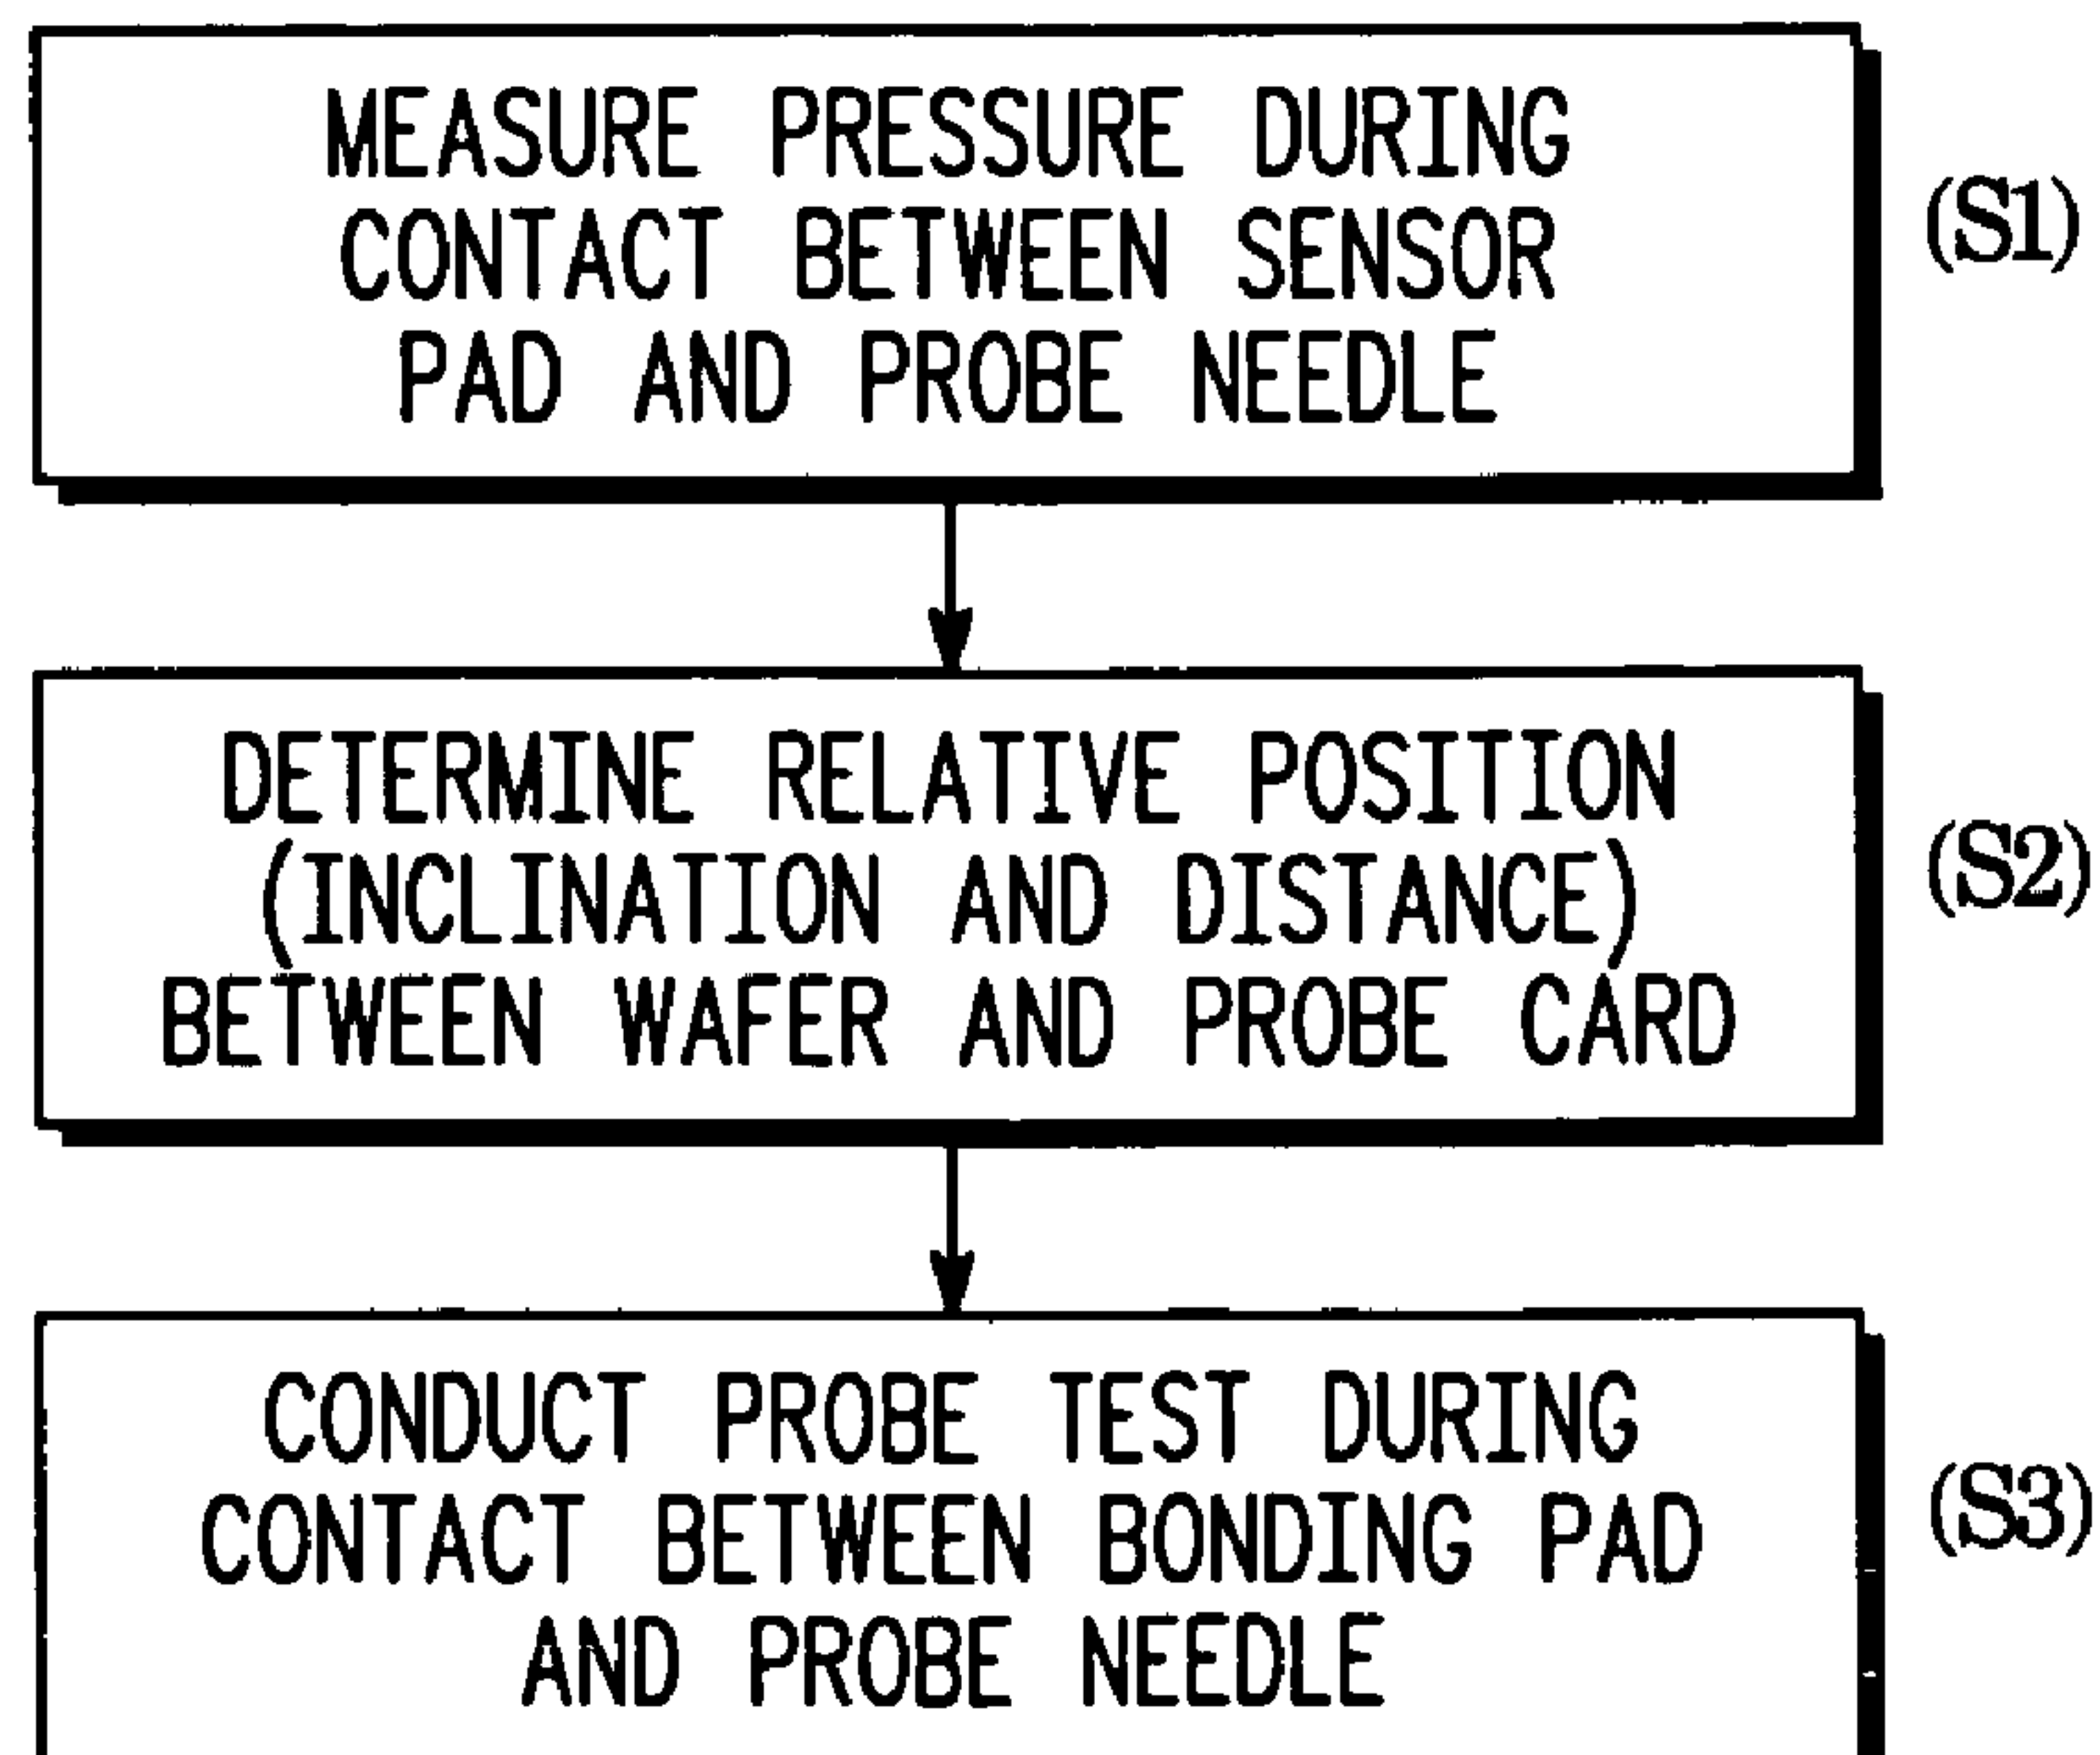 MEASURE PRESSURE DURING
CONTACT BETWEEN SENSOR
PAD AND PROBE NEEDLE
(S1)
DETERMINE RELATIVE POSITION
(INCLINATION AND DISTANCE)
BETWEEN WAFER AND PROBE CARD
(S2)
CONDUCT PROBE TEST DURING
CONTACT BETWEEN BONDING PAD
AND PROBE NEEDLE
(S3)